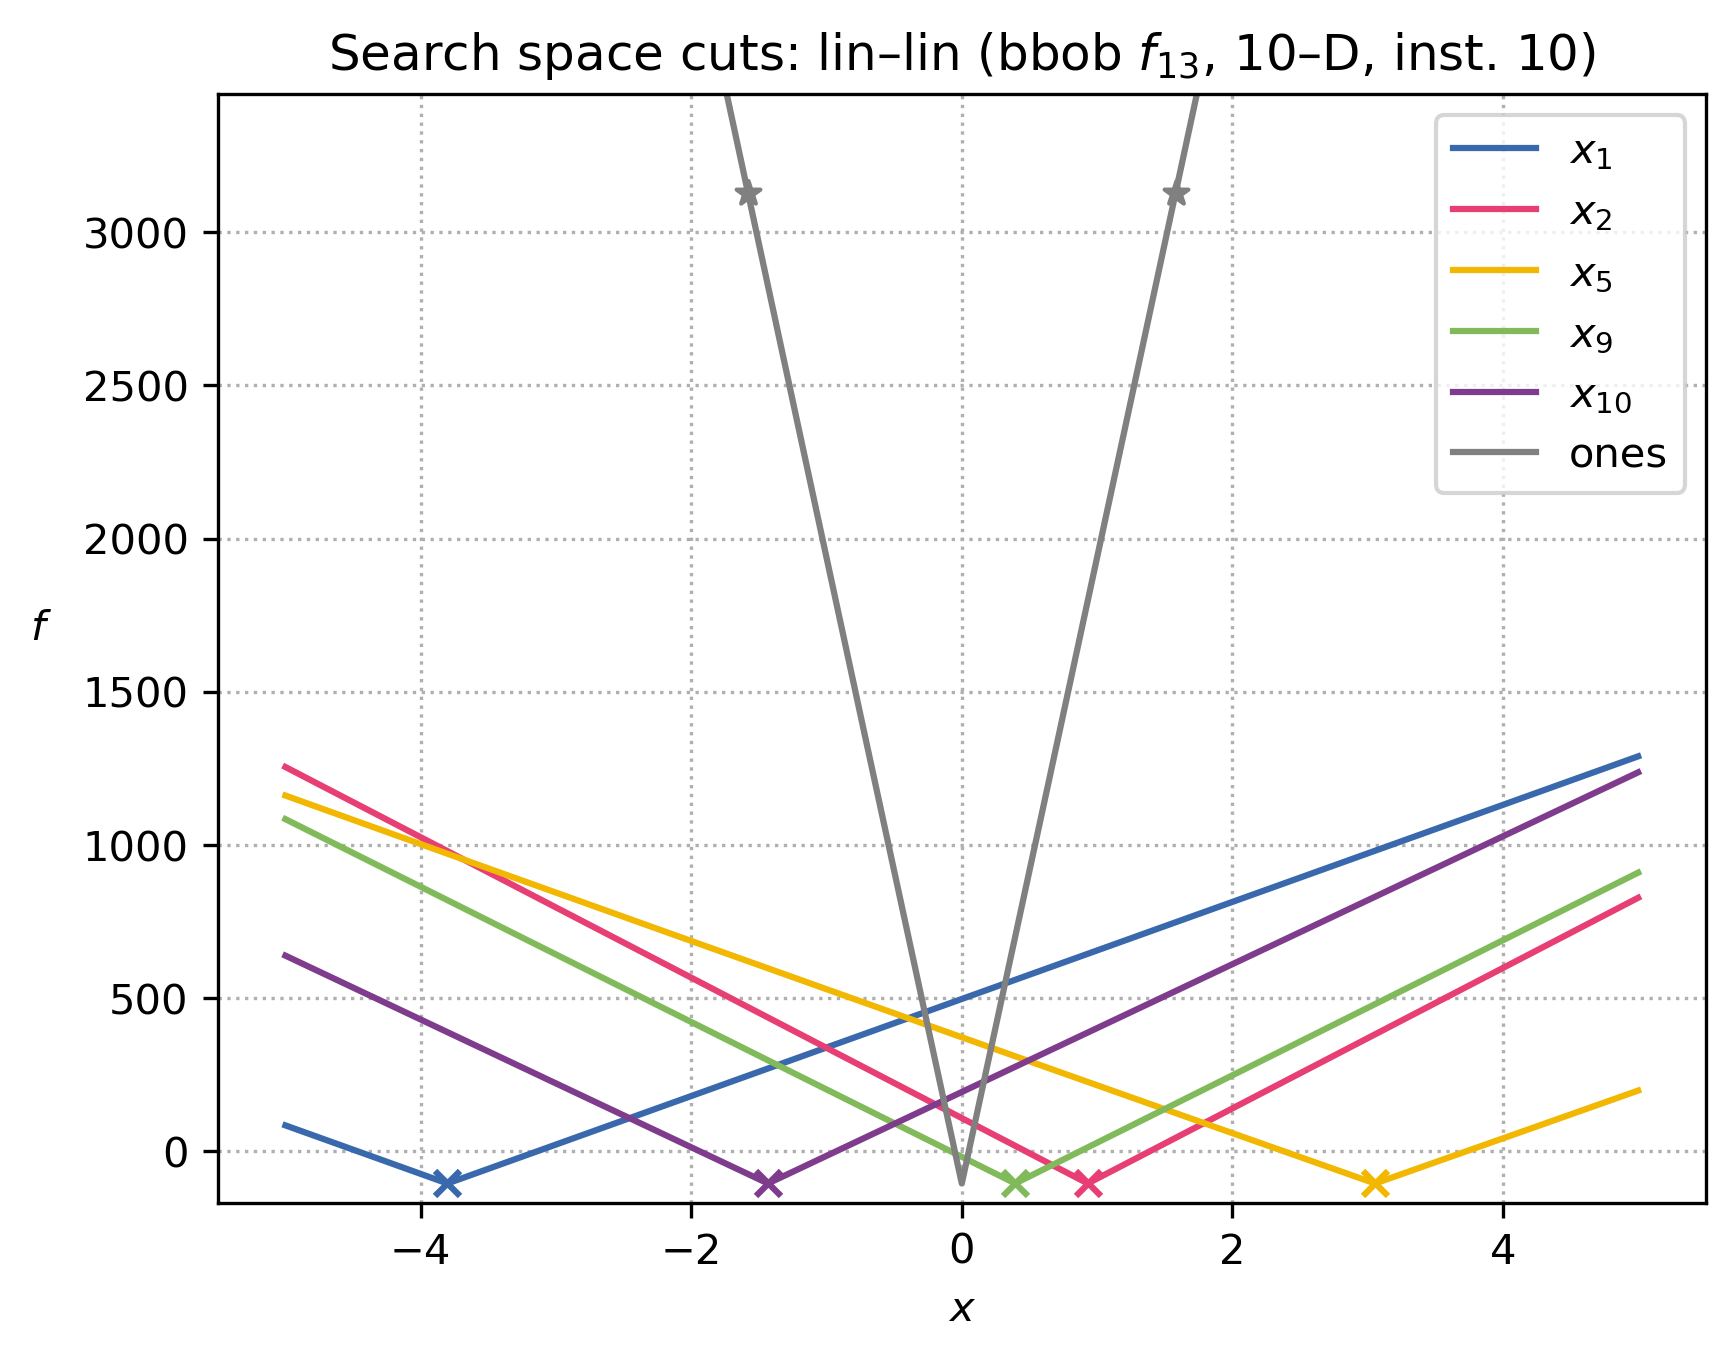 Search space cuts: lin–lin (bbob f₁₃, 10–D, inst. 10)
x₁
x₂
x₅
x₉
x₁₀
ones
3000
2500
2000
1500
1000
500
0
f
−4 −2 0 2 4
x